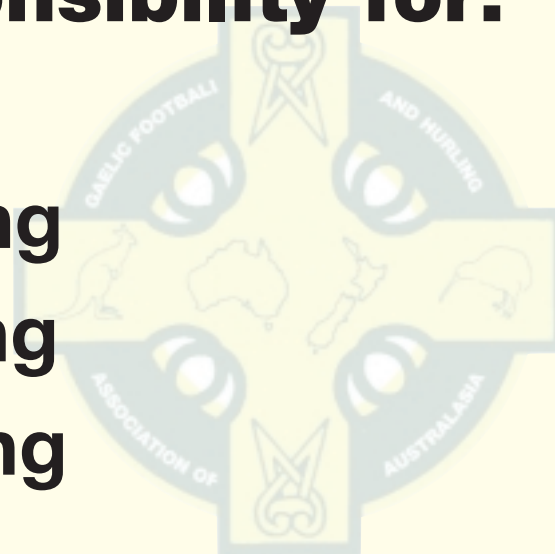 nsibility for:
GAELIC FOOTBALL
AND HURLING
ng
ng
ng
ASSOCIATION OF
AUSTRALASIA